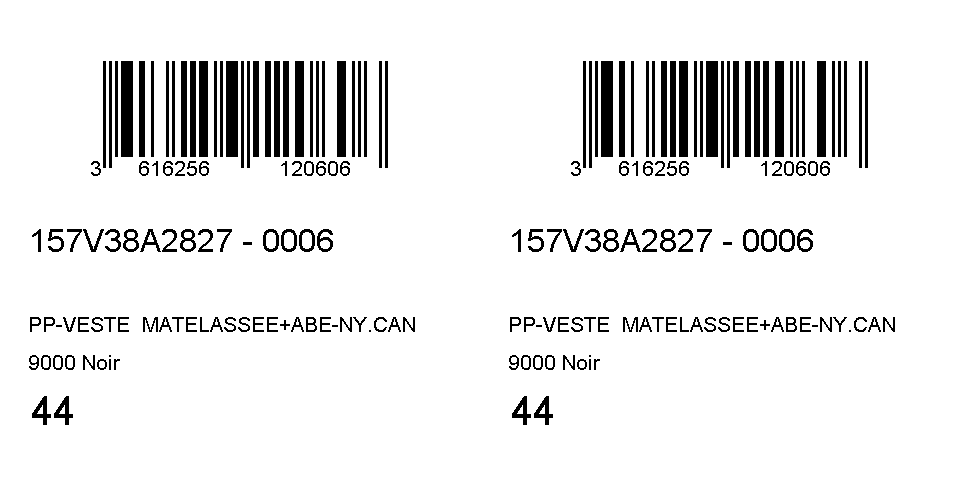 3 616256 120606
157V38A2827 - 0006
PP-VESTE  MATELASSEE+ABE-NY.CAN
9000 Noir
44
3 616256 120606
157V38A2827 - 0006
PP-VESTE  MATELASSEE+ABE-NY.CAN
9000 Noir
44